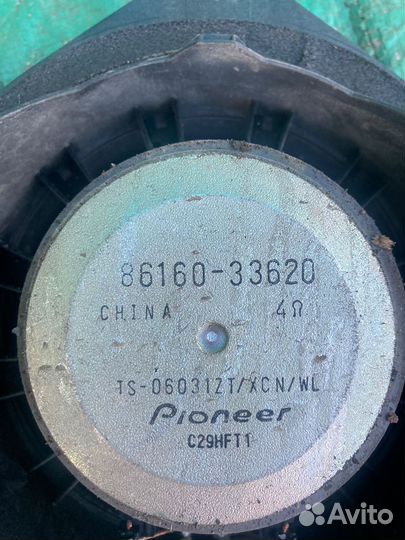 86160-33620
CHINA 4Ω
TS-06031ZT/XCN/WL
Pioneer
C29HFT1
Avito